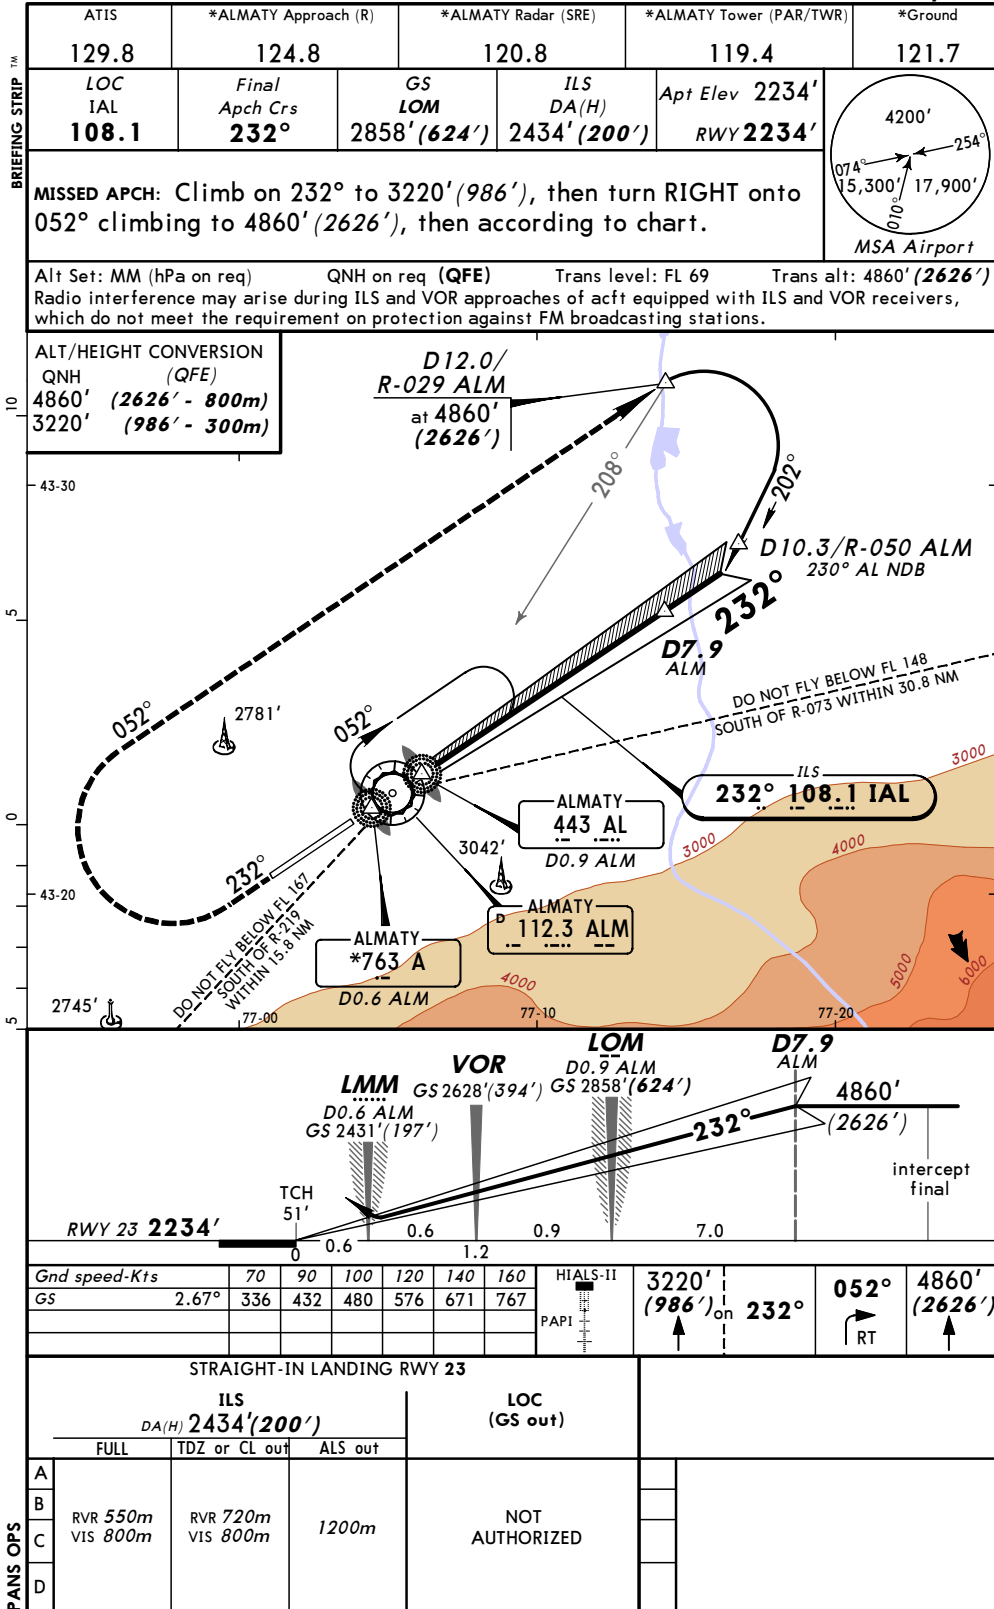 BRIEFING STRIP TM
ATIS
129.8
*ALMATY Approach (R)
124.8
*ALMATY Radar (SRE)
120.8
*ALMATY Tower (PAR/TWR)
119.4
*Ground
121.7
LOC
IAL
108.1
Final
Apch Crs
232°
GS
LOM
2858' (624')
ILS
DA(H)
2434' (200')
Apt Elev 2234'
RWY 2234'
4200'
254°
074°
15,300' 17,900'
010°
MSA Airport
MISSED APCH: Climb on 232° to 3220' (986'), then turn RIGHT onto
052° climbing to 4860' (2626'), then according to chart.
Alt Set: MM (hPa on req) QNH on req (QFE) Trans level: FL 69 Trans alt: 4860' (2626')
Radio interference may arise during ILS and VOR approaches of acft equipped with ILS and VOR receivers,
which do not meet the requirement on protection against FM broadcasting stations.
ALT/HEIGHT CONVERSION
QNH (QFE)
4860' (2626' - 800m)
3220' (986' - 300m)
D12.0/
R-029 ALM
at 4860'
(2626')
10
43-30
208°
202°
D10.3/R-050 ALM
230° AL NDB
232°
5
D7.9
ALM
DO NOT FLY BELOW FL 148
SOUTH OF R-073 WITHIN 30.8 NM
052°
2781'
052°
3000
ILS
232° 108.1 IAL
0
ALMATY
443 AL
D0.9 ALM
3000
4000
3042'
232°
43-20
ALMATY
D
112.3 ALM
DO NOT FLY BELOW FL 167
SOUTH OF R-219
WITHIN 15.8 NM
ALMATY
*763 A
D0.6 ALM
4000
5000
6000
2745'
5
77-00
77-10
77-20
LMM
D0.6 ALM
GS 2431' (197')
VOR
GS 2628' (394')
LOM
D0.9 ALM
GS 2858' (624')
D7.9
ALM
4860'
(2626')
232°
intercept
final
TCH
51'
RWY 23 2234'
0
0.6
0.6
1.2
0.9
7.0
Gnd speed-Kts 70 90 100 120 140 160
GS 2.67° 336 432 480 576 671 767
HIALS-II
PAPI
3220'
(986') on 232°
052°
RT
4860'
(2626')
STRAIGHT-IN LANDING RWY 23
ILS
DA(H) 2434' (200')
LOC
(GS out)
FULL TDZ or CL out ALS out
A
B
C
D
RVR 550m
VIS 800m
RVR 720m
VIS 800m
1200m
NOT
AUTHORIZED
PANS OPS